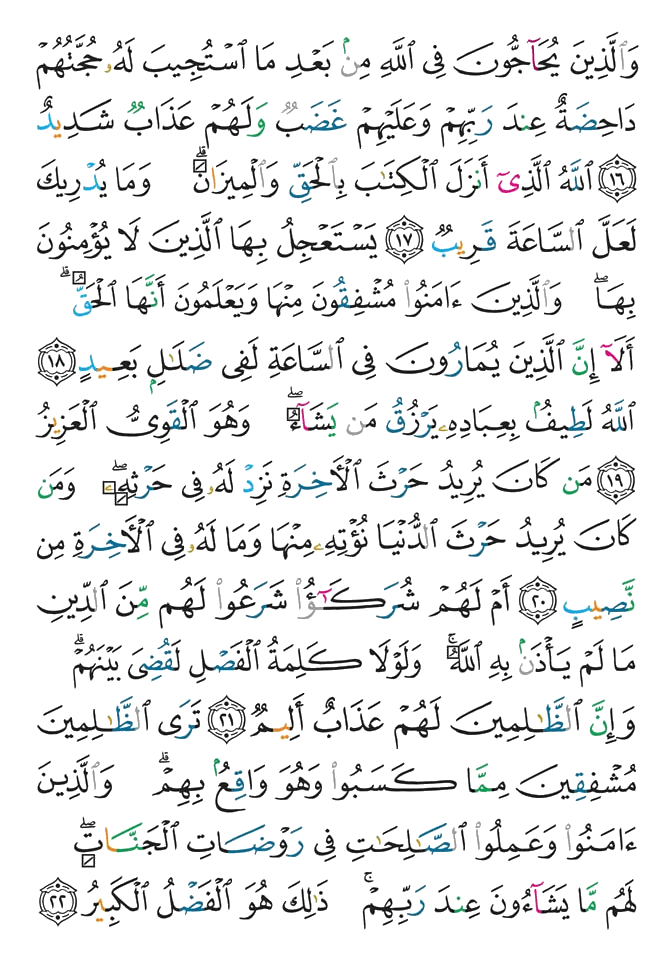 وَٱلَّذِينَ يُحَآجُّونَ فِى ٱللَّهِ مِنۢ بَعْدِ مَا ٱسْتُجِيبَ لَهُۥ حُجَّتُهُمْ
دَاحِضَةٌ عِندَ رَبِّهِمْ وَعَلَيْهِمْ غَضَبٌ وَلَهُمْ عَذَابٌ شَدِيدٌ
﴿١٦﴾ ٱللَّهُ ٱلَّذِىٓ أَنزَلَ ٱلْكِتَٰبَ بِٱلْحَقِّ وَٱلْمِيزَانَ ۗ وَمَا يُدْرِيكَ
لَعَلَّ ٱلسَّاعَةَ قَرِيبٌ ﴿١٧﴾ يَسْتَعْجِلُ بِهَا ٱلَّذِينَ لَا يُؤْمِنُونَ
بِهَا ۖ وَٱلَّذِينَ ءَامَنُوا۟ مُشْفِقُونَ مِنْهَا وَيَعْلَمُونَ أَنَّهَا ٱلْحَقُّ ۗ
أَلَآ إِنَّ ٱلَّذِينَ يُمَارُونَ فِى ٱلسَّاعَةِ لَفِى ضَلَٰلٍۭ بَعِيدٍ ﴿١٨﴾
ٱللَّهُ لَطِيفٌۢ بِعِبَادِهِۦ يَرْزُقُ مَن يَشَآءُ ۖ وَهُوَ ٱلْقَوِىُّ ٱلْعَزِيزُ
﴿١٩﴾ مَن كَانَ يُرِيدُ حَرْثَ ٱلْأَخِرَةِ نَزِدْ لَهُۥ فِى حَرْثِهِۦ ۖ وَمَن
كَانَ يُرِيدُ حَرْثَ ٱلدُّنْيَا نُؤْتِهِۦ مِنْهَا وَمَا لَهُۥ فِى ٱلْأَخِرَةِ مِن
نَّصِيبٍ ﴿٢٠﴾ أَمْ لَهُمْ شُرَكَٰٓؤُا۟ شَرَعُوا۟ لَهُم مِّنَ ٱلدِّينِ
مَا لَمْ يَأْذَنۢ بِهِ ٱللَّهُ ۚ وَلَوْلَا كَلِمَةُ ٱلْفَصْلِ لَقُضِىَ بَيْنَهُمْ ۗ
وَإِنَّ ٱلظَّٰلِمِينَ لَهُمْ عَذَابٌ أَلِيمٌ ﴿٢١﴾ تَرَى ٱلظَّٰلِمِينَ
مُشْفِقِينَ مِمَّا كَسَبُوا۟ وَهُوَ وَاقِعٌۢ بِهِمْ ۗ وَٱلَّذِينَ
ءَامَنُوا۟ وَعَمِلُوا۟ ٱلصَّٰلِحَٰتِ فِى رَوْضَاتِ ٱلْجَنَّاتِ ۖ
لَهُم مَّا يَشَآءُونَ عِندَ رَبِّهِمْ ۚ ذَٰلِكَ هُوَ ٱلْفَضْلُ ٱلْكَبِيرُ ﴿٢٢﴾